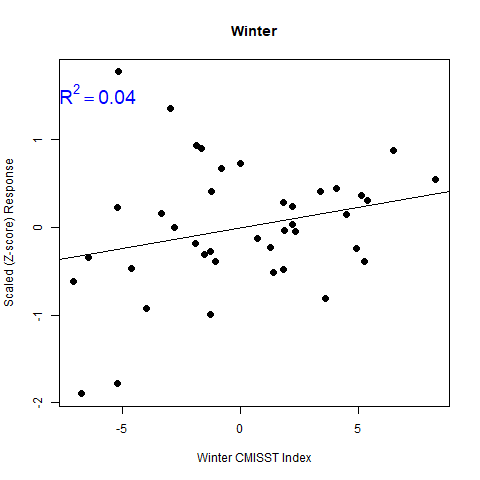 Winter
R² = 0.04
Scaled (Z-score) Response
1
0
-1
-2
-5
0
5
Winter CMISST Index